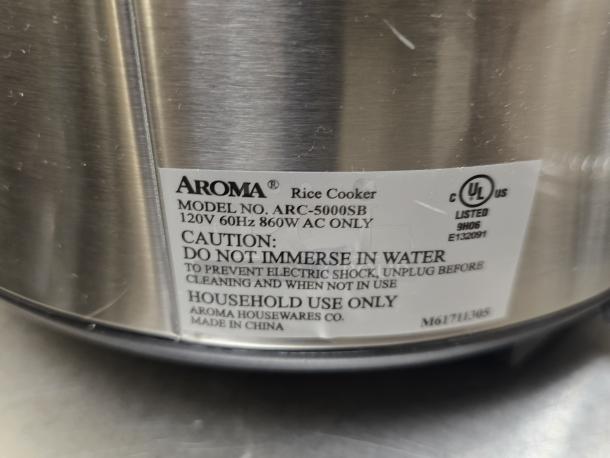 AROMA® Rice Cooker
MODEL NO. ARC-5000SB
120V 60Hz 860W AC ONLY
CAUTION:
DO NOT IMMERSE IN WATER
TO PREVENT ELECTRIC SHOCK, UNPLUG BEFORE
CLEANING AND WHEN NOT IN USE
HOUSEHOLD USE ONLY
AROMA HOUSEWARES CO.
MADE IN CHINA
C UL US
LISTED
9H06
E132091
M61711305